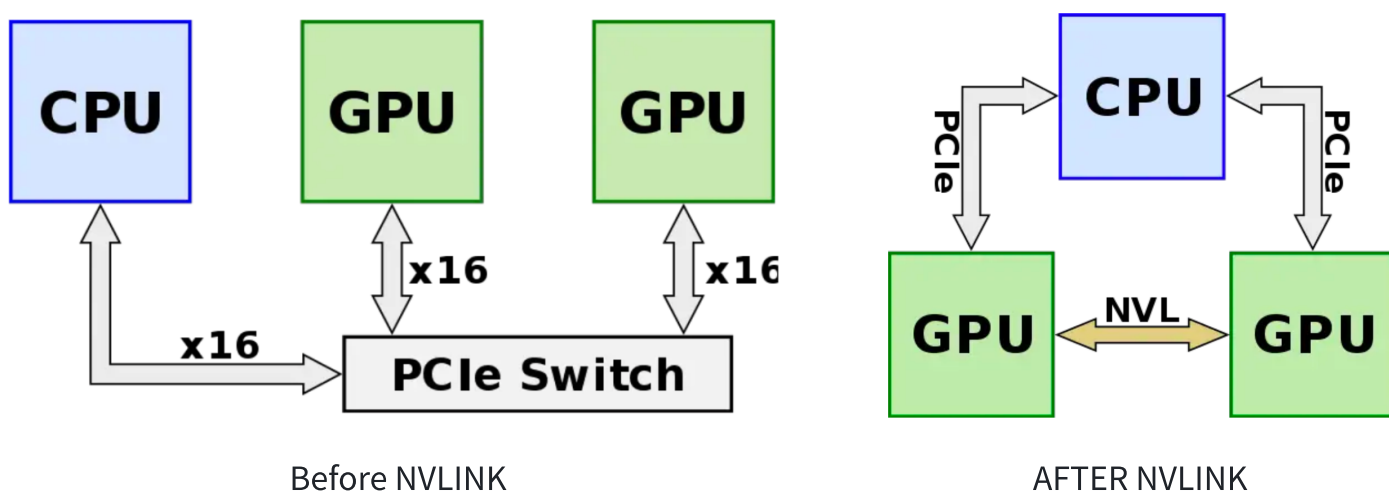 CPU
GPU
GPU
x16
x16
x16
PCIe Switch
Before NVLINK
CPU
PCIe
PCIe
GPU
NVL
GPU
AFTER NVLINK